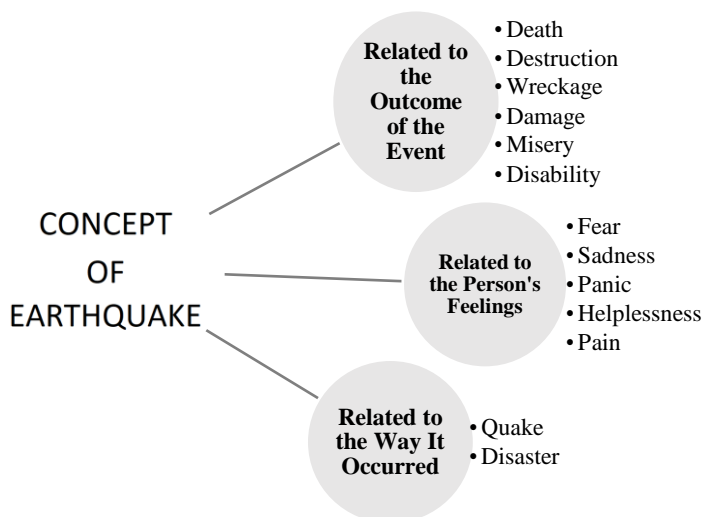 CONCEPT
OF
EARTHQUAKE
Related to
the
Outcome
of the
Event
• Death
• Destruction
• Wreckage
• Damage
• Misery
• Disability
Related to
the Person's
Feelings
• Fear
• Sadness
• Panic
• Helplessness
• Pain
Related to
the Way It
Occurred
• Quake
• Disaster